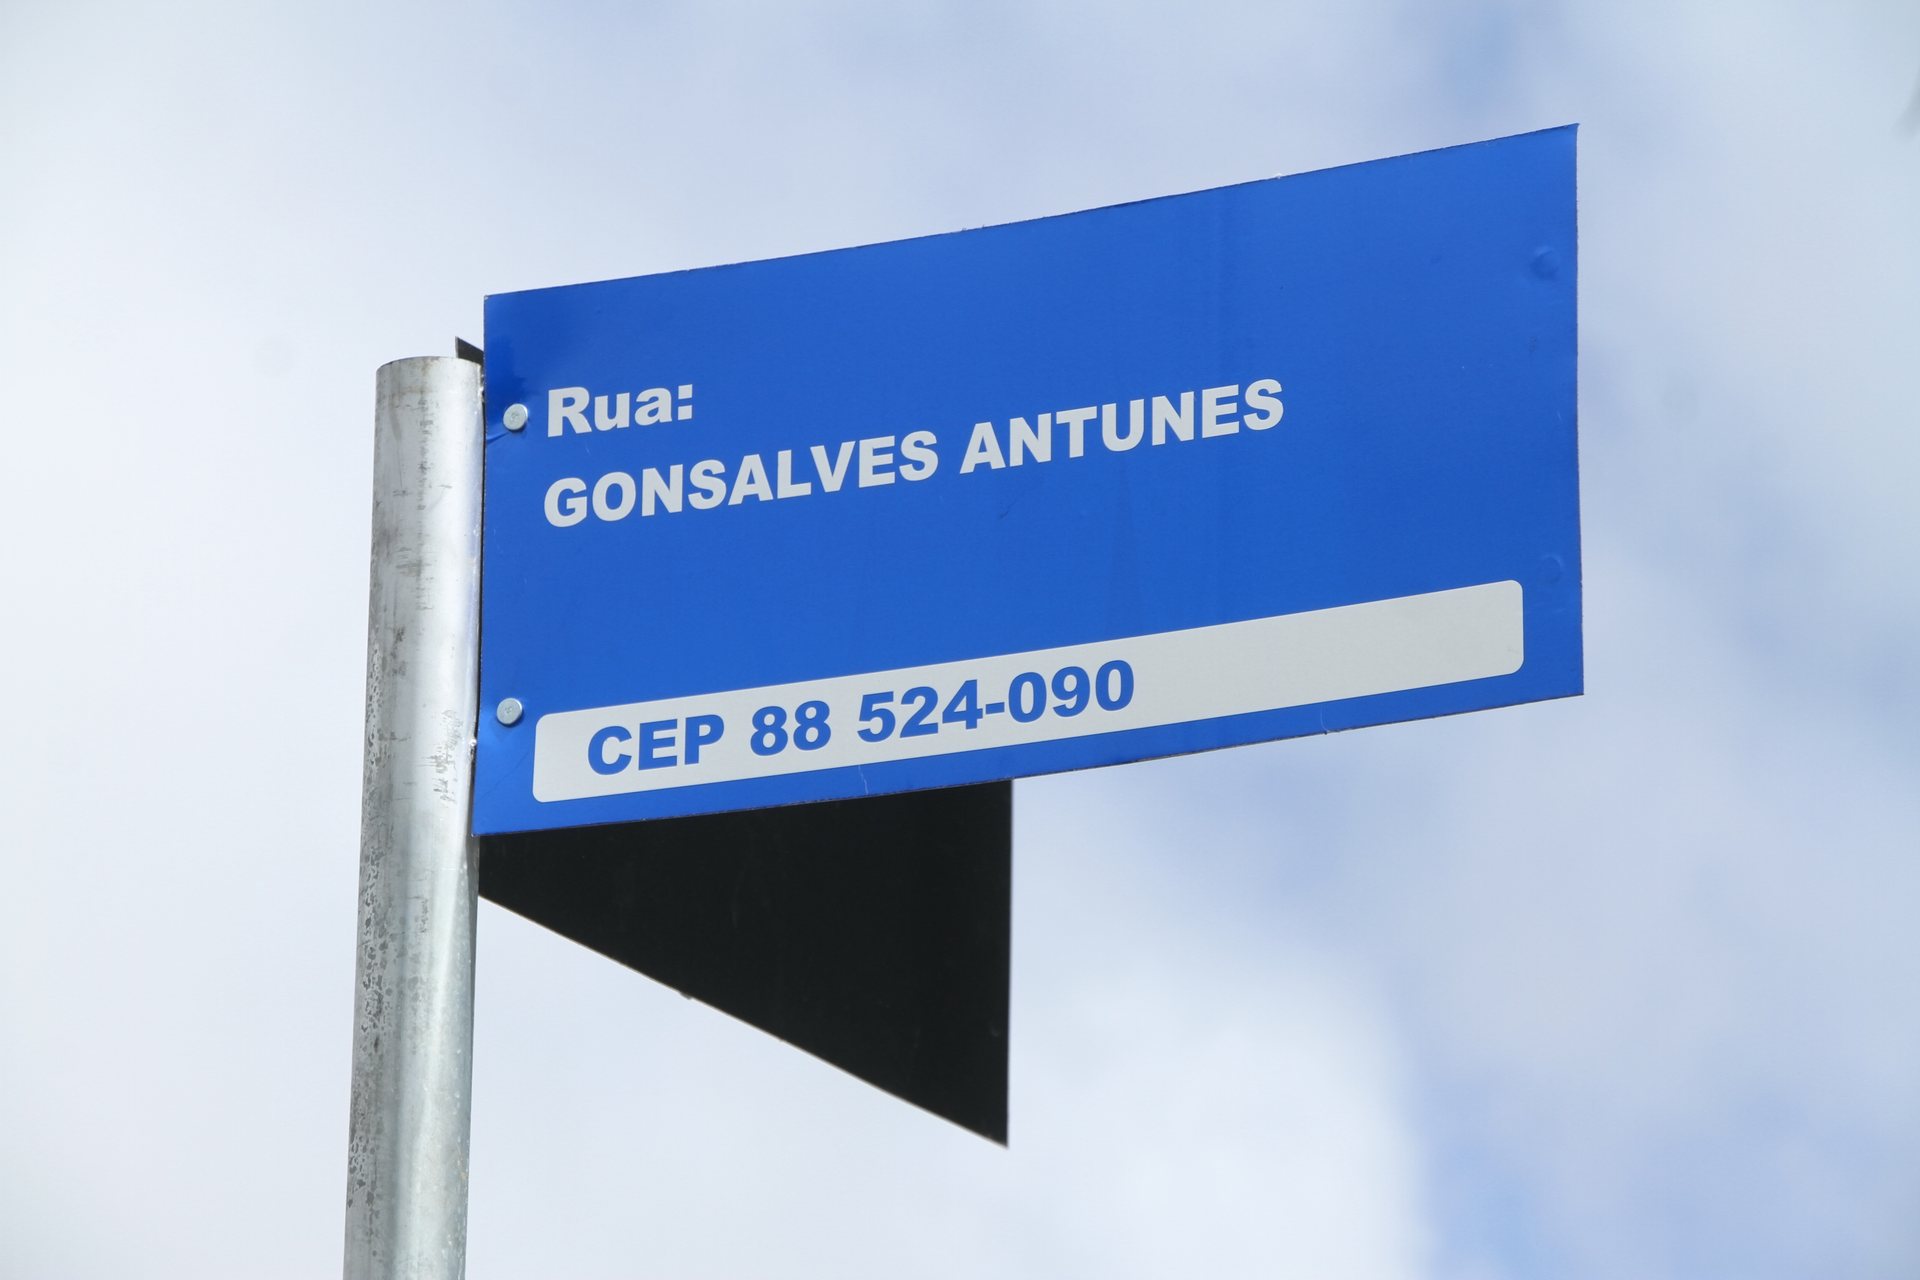 Rua:
GONSALVES ANTUNES
CEP 88 524-090